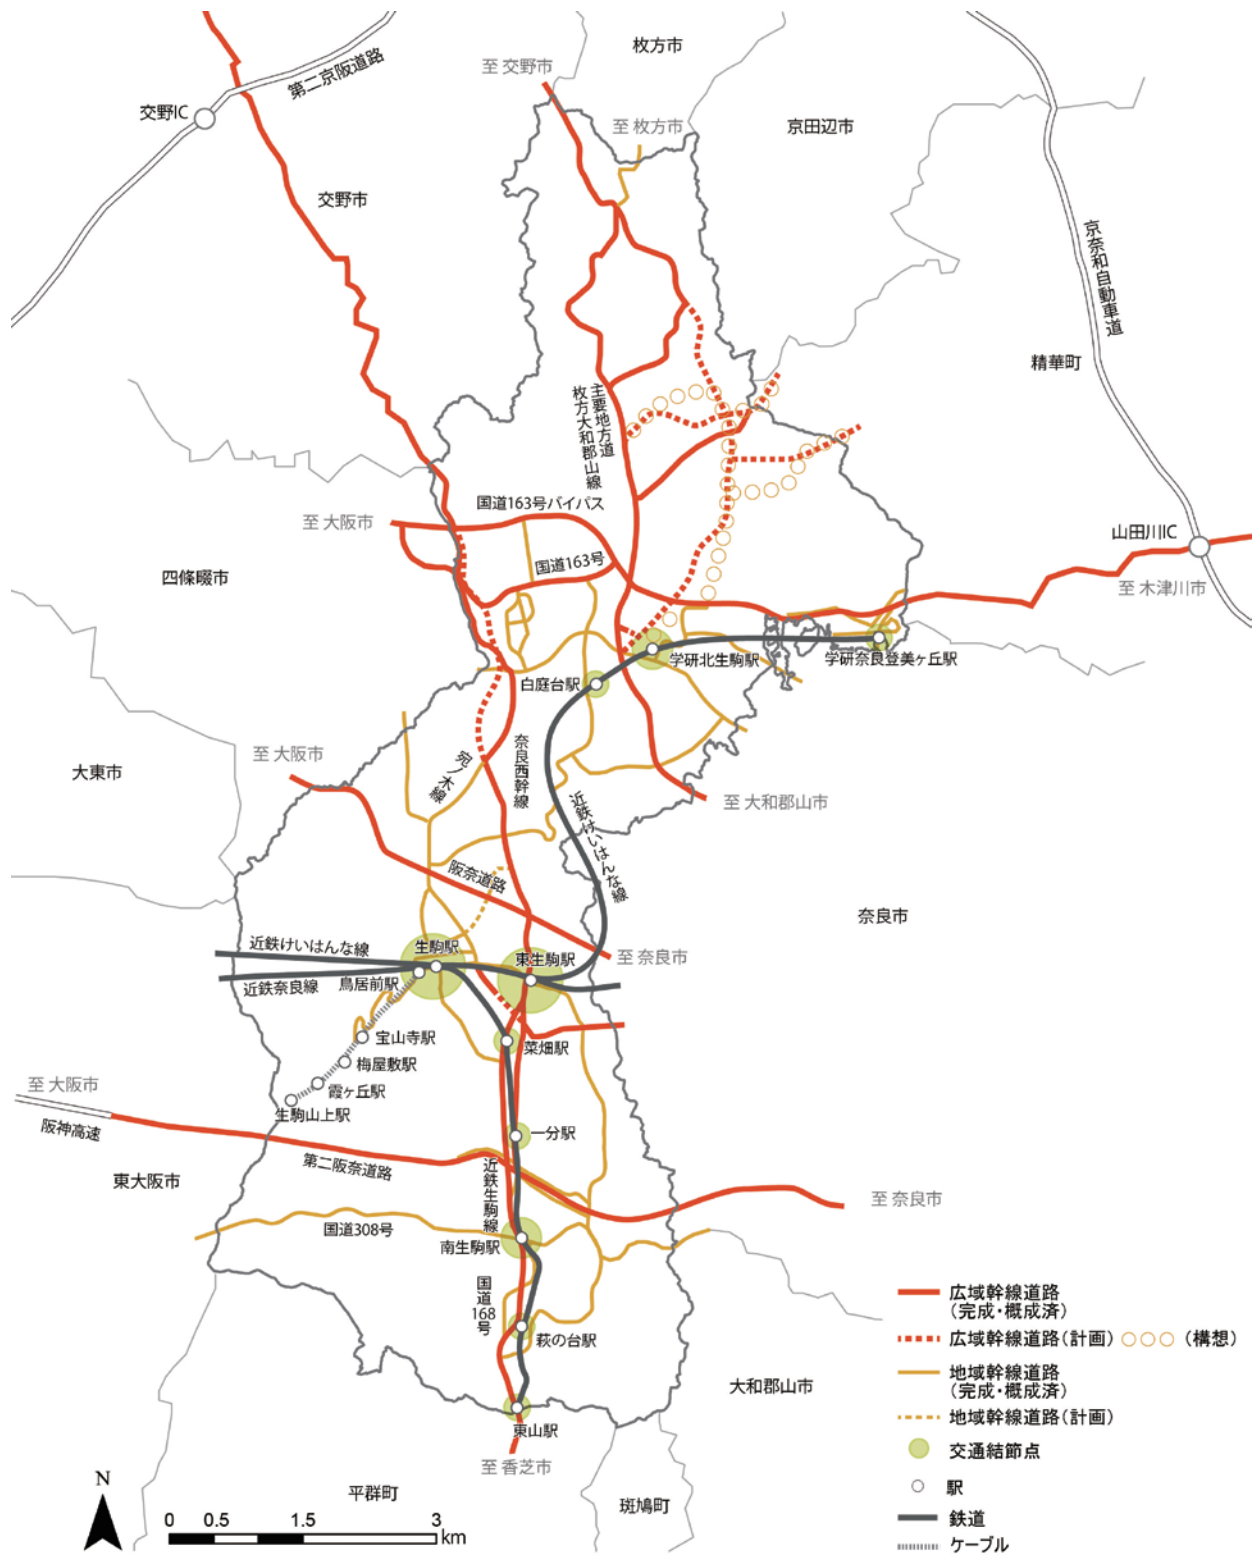 枚方市
至 交野市
第二京阪道路
交野IC
至 枚方市
京田辺市
交野市
京奈和自動車道
精華町
主要地方道
枚方大和郡山線
国道163号バイパス
至 大阪市
国道163号
山田川IC
四條畷市
至 木津川市
学研北生駒駅
学研奈良登美ヶ丘駅
白庭台駅
至 大阪市
大東市
宛ノ木線
奈良西幹線
至 大和郡山市
近鉄けいはんな線
阪奈道路
奈良市
近鉄けいはんな線
生駒駅
東生駒駅
至 奈良市
近鉄奈良線
鳥居前駅
宝山寺駅
菜畑駅
梅屋敷駅
霞ヶ丘駅
至 大阪市
生駒山上駅
阪神高速
一分駅
第二阪奈道路
東大阪市
近鉄生駒線
至 奈良市
国道308号
南生駒駅
国道168号
萩の台駅
大和郡山市
東山駅
至 香芝市
平群町
斑鳩町
広域幹線道路
(完成・概成済)
広域幹線道路(計画) (構想)
地域幹線道路
(完成・概成済)
地域幹線道路(計画)
交通結節点
駅
鉄道
ケーブル
N
0 0.5 1.5 3
km